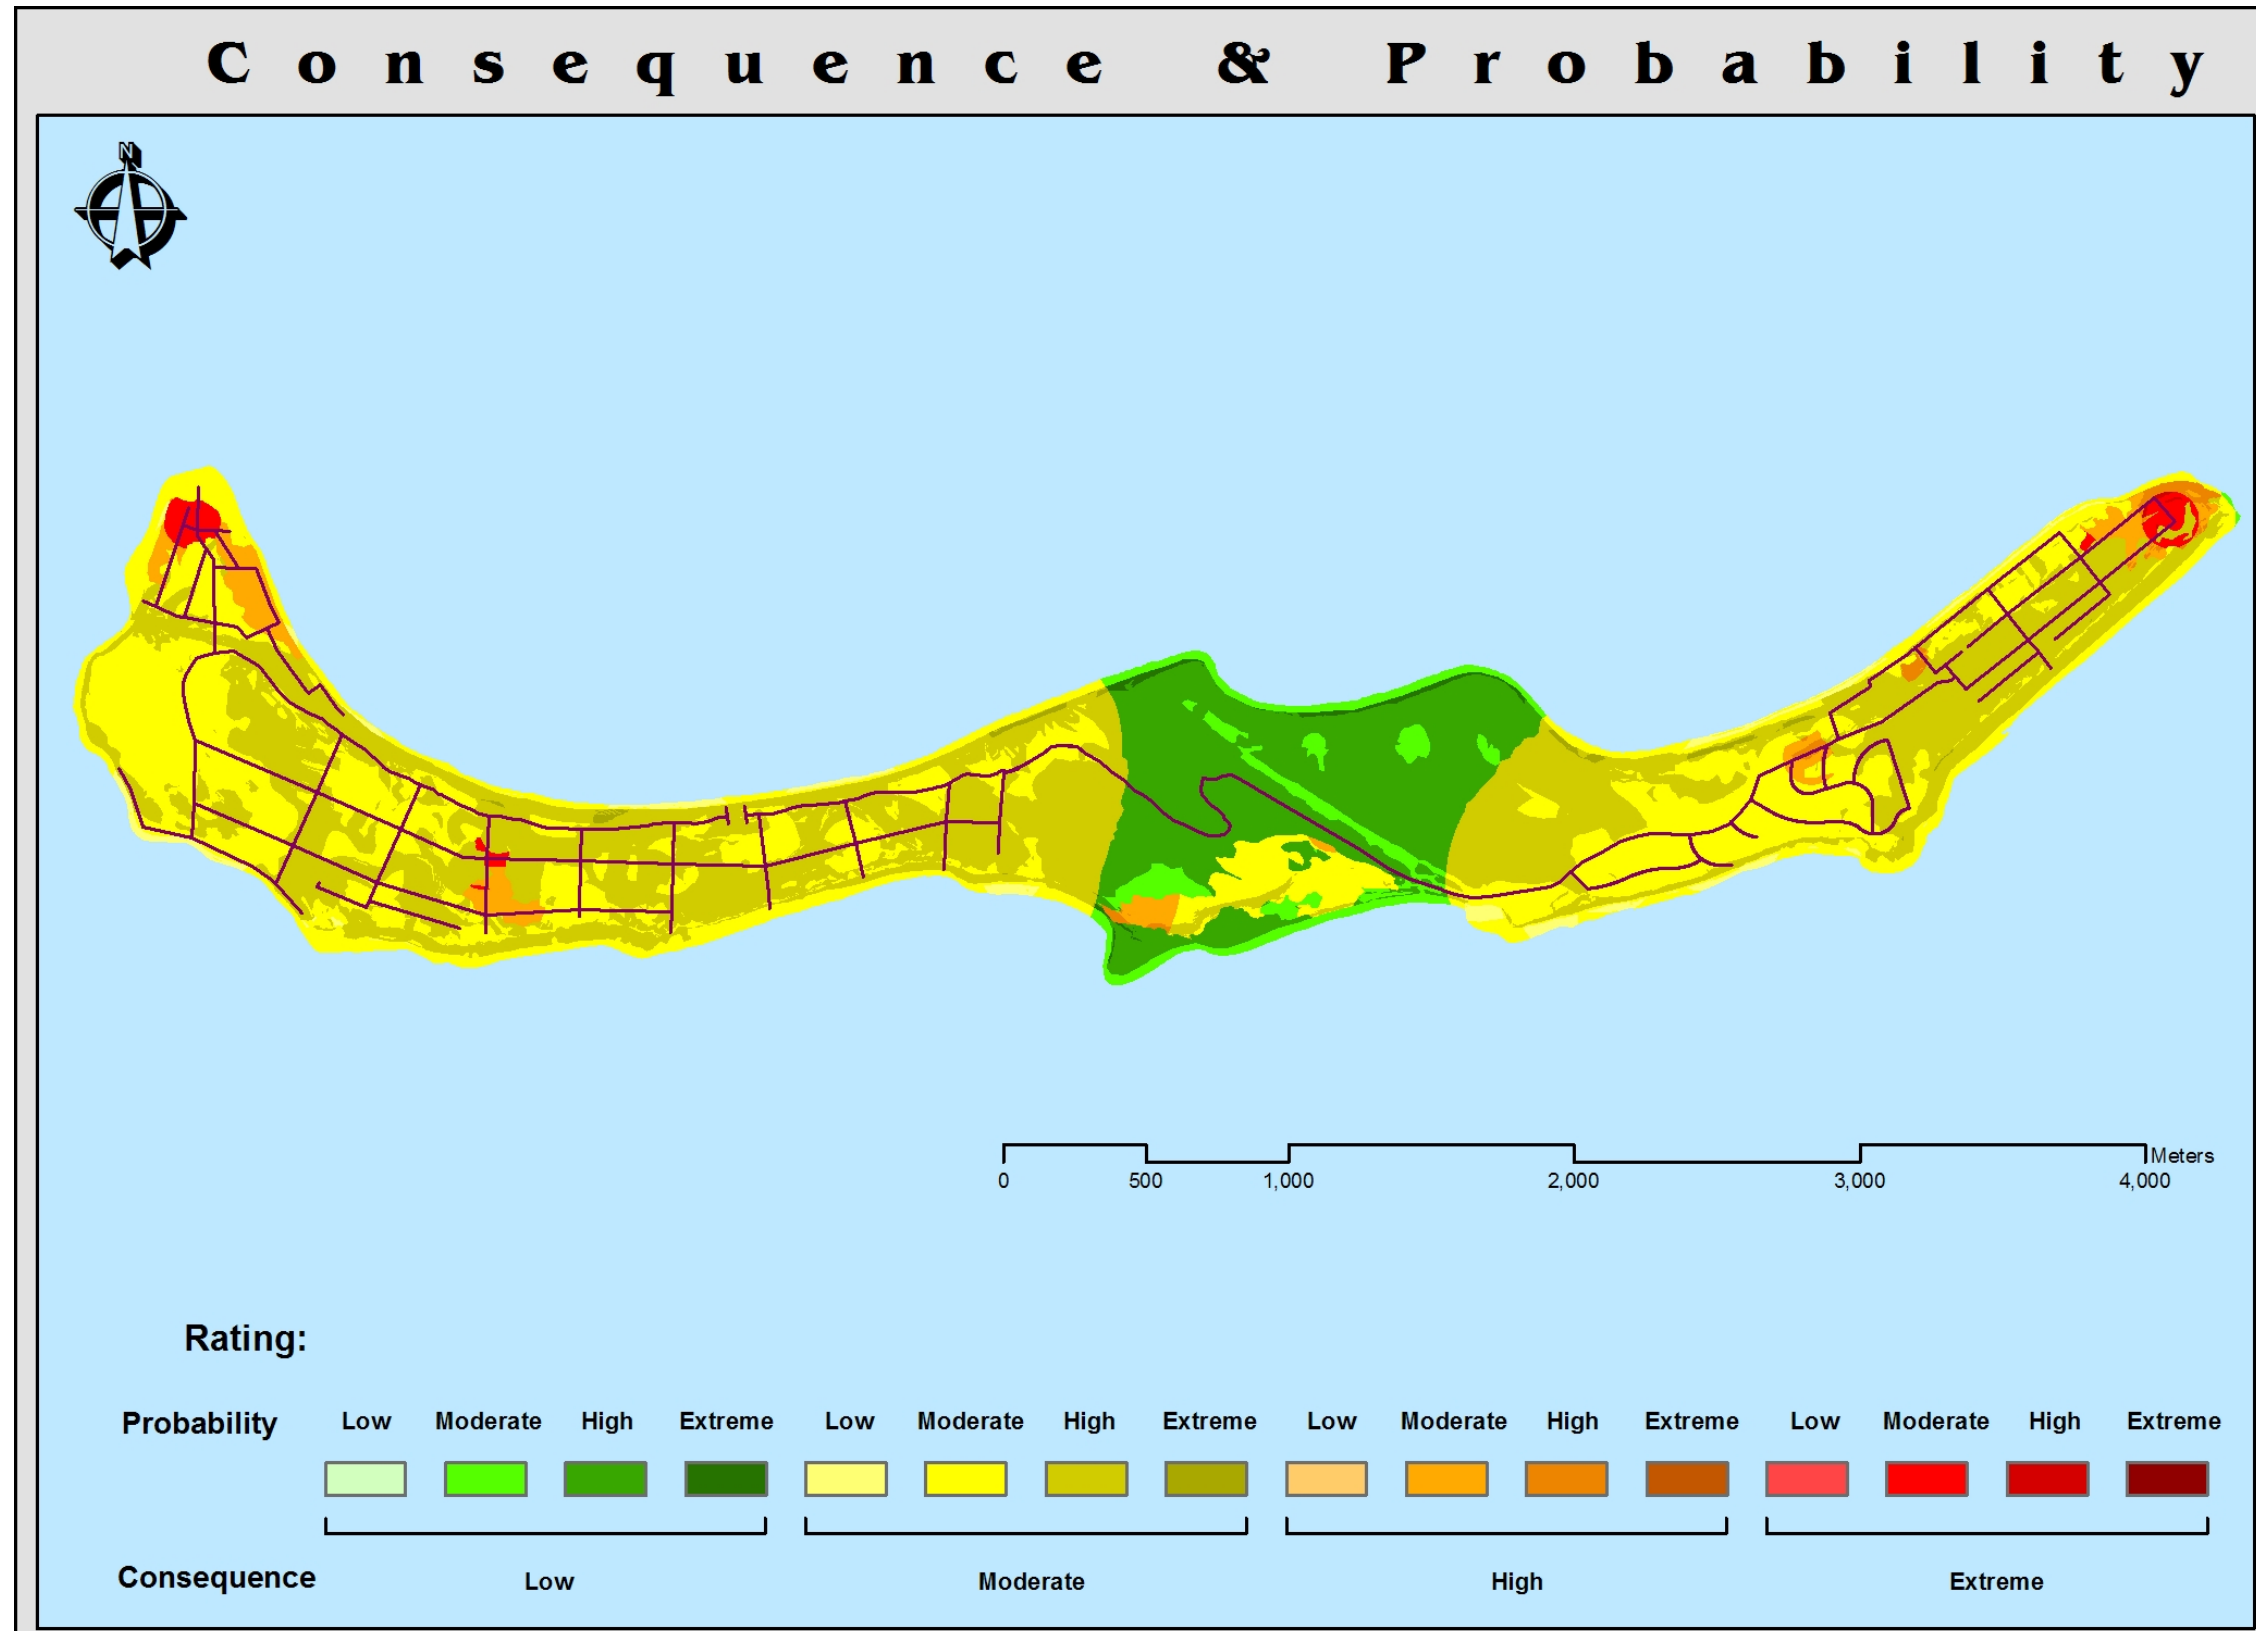 Consequence & Probability
N
Meters
0 500 1,000 2,000 3,000 4,000
Rating:
Probability Low Moderate High Extreme Low Moderate High Extreme Low Moderate High Extreme Low Moderate High Extreme
Consequence Low Moderate High Extreme